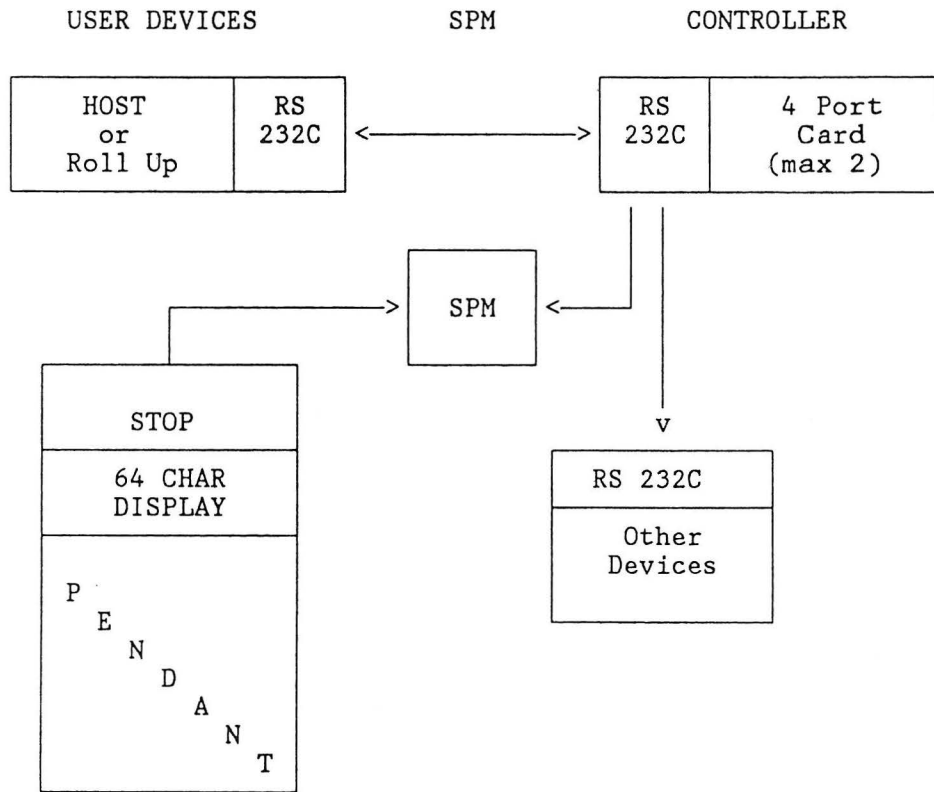 USER DEVICES SPM CONTROLLER
HOST
or
Roll Up
RS
232C
RS
232C
4 Port
Card
(max 2)
SPM
STOP
64 CHAR
DISPLAY
P
E
N
D
A
N
T
v
RS 232C
Other
Devices